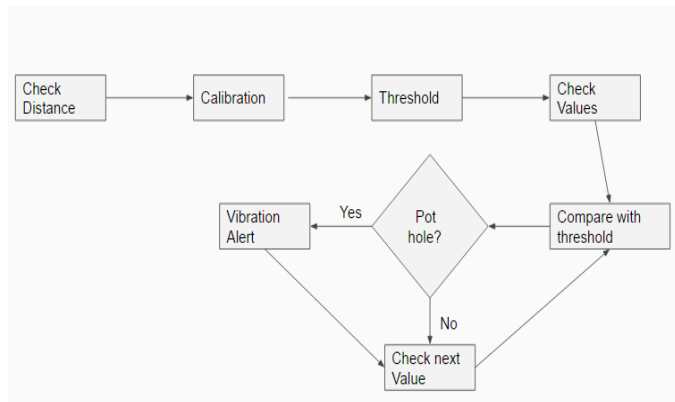 Check
Distance
Calibration
Threshold
Check
Values
Vibration
Alert
Yes
Pot
hole?
Compare with
threshold
No
Check next
Value